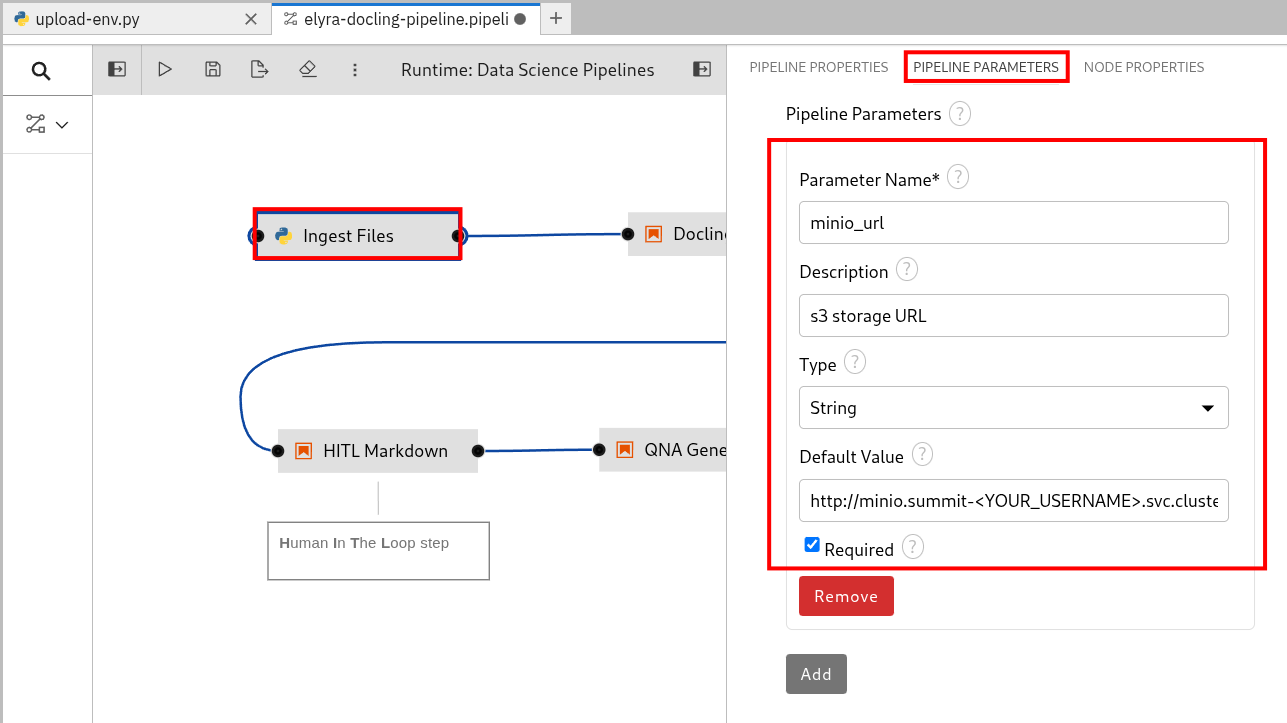 upload-env.py
elyra-docling-pipeline.pipeli
Runtime: Data Science Pipelines
PIPELINE PROPERTIES
PIPELINE PARAMETERS
NODE PROPERTIES
Pipeline Parameters ?
Parameter Name* ?
minio_url
Description ?
s3 storage URL
Type ?
String
Default Value ?
http://minio.summit-<YOUR_USERNAME>.svc.cluste
Required ?
Remove
Add
Ingest Files
Docling
HITL Markdown
QNA Gene
Human In The Loop step